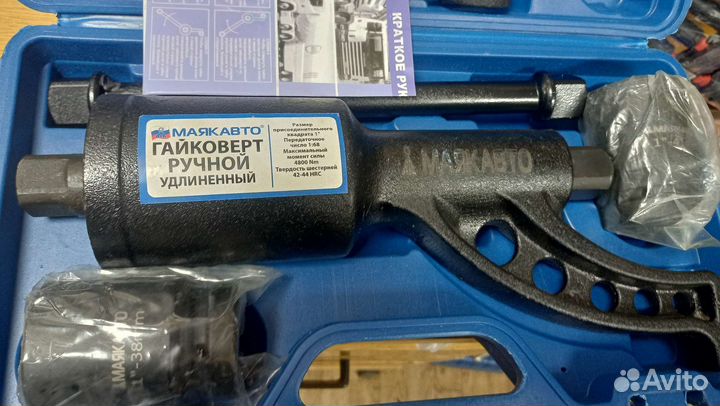 КРАТКОЕ РУК
МАЯКАВТО
ГАЙКОВЕРТ
РУЧНОЙ
УДЛИНЕННЫЙ
Размер
присоединительного
квадрата 1"
Передаточное
число 1:68
Максимальный
момент силы
4800 Nm
Твердость шестерней
42-44 HRC
МАЯКАВТО
МАЯКАВТО
Avito